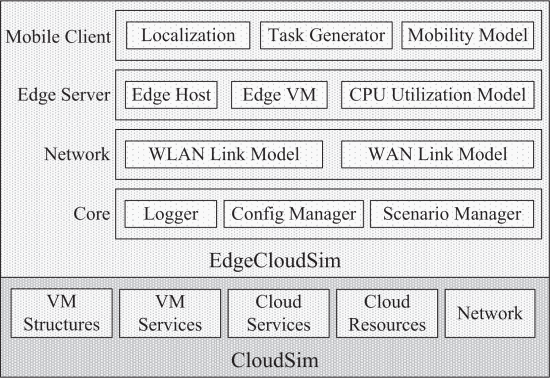 Mobile Client Localization Task Generator Mobility Model
Edge Server Edge Host Edge VM CPU Utilization Model
Network WLAN Link Model WAN Link Model
Core Logger Config Manager Scenario Manager
EdgeCloudSim
VM Structures
VM Services
Cloud Services
Cloud Resources
Network
CloudSim